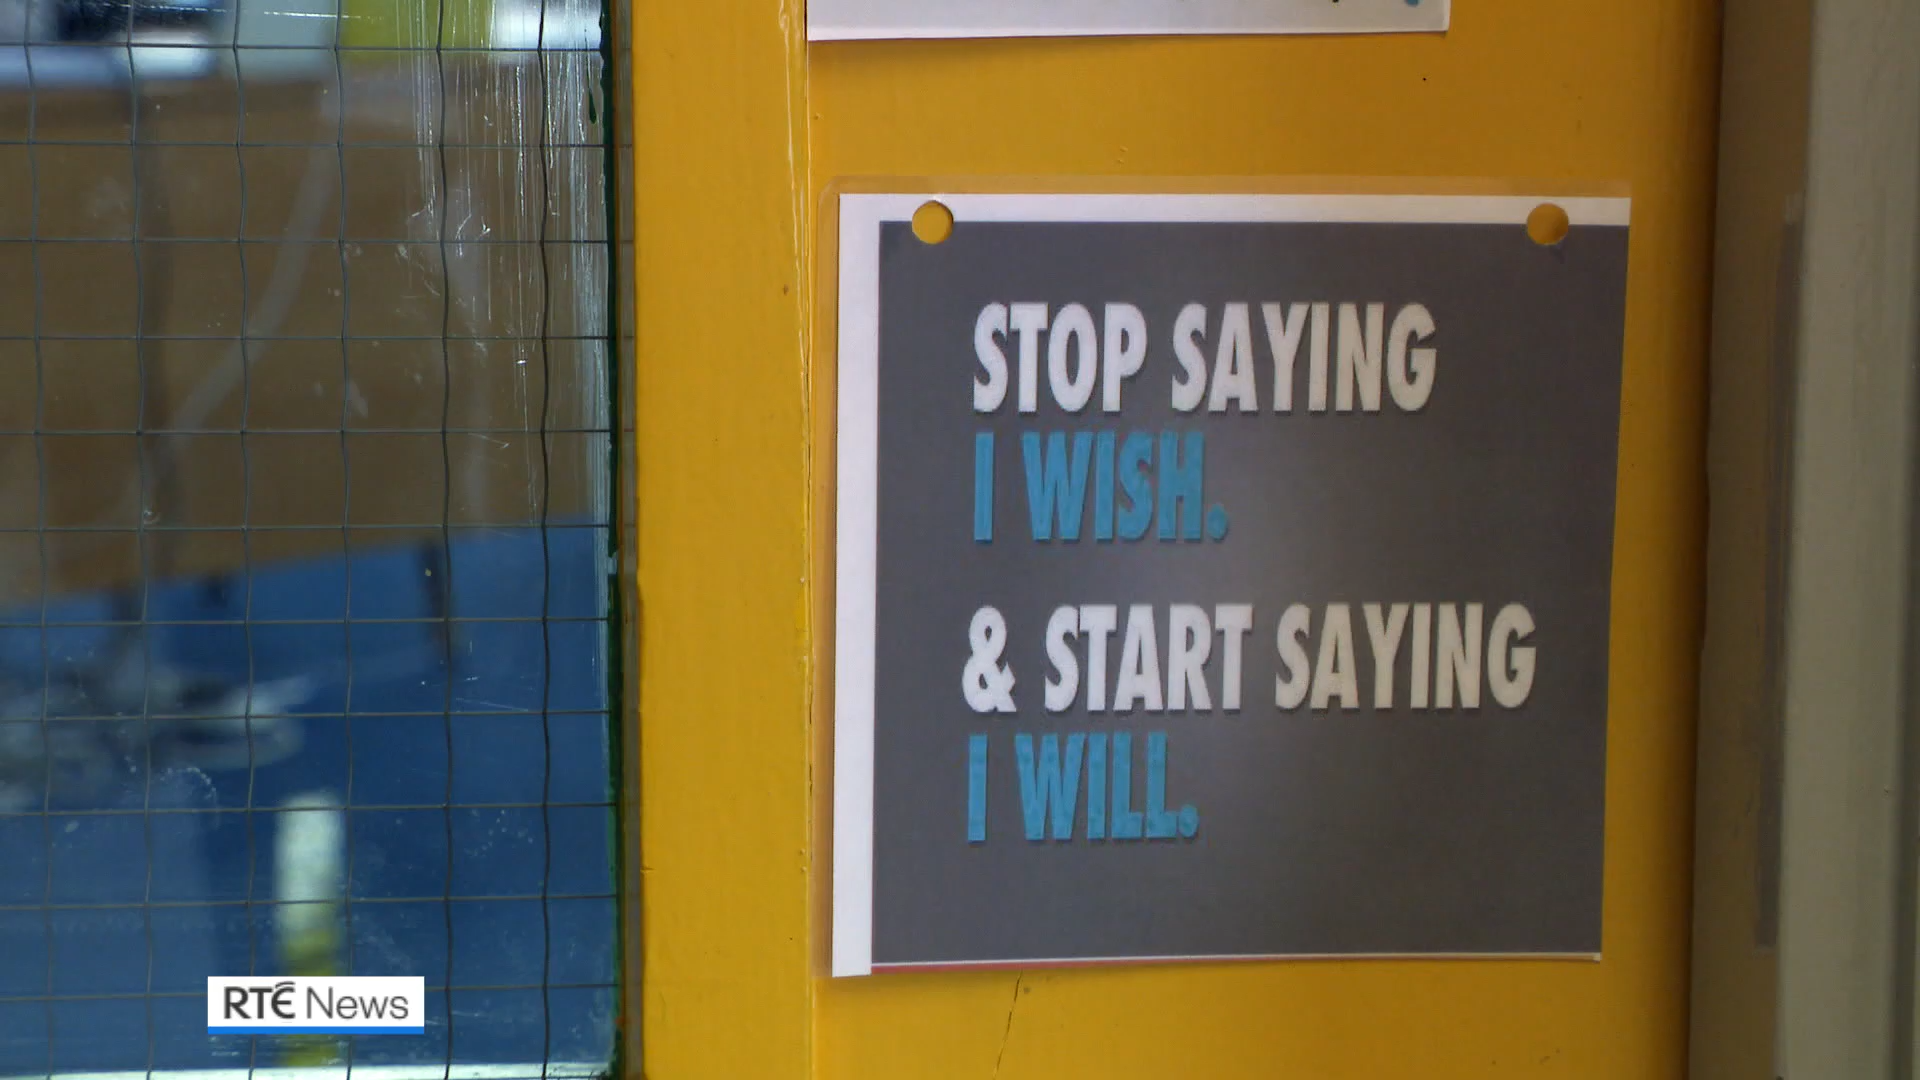 STOP SAYING
I WISH.
& START SAYING
I WILL.
RTÉ News